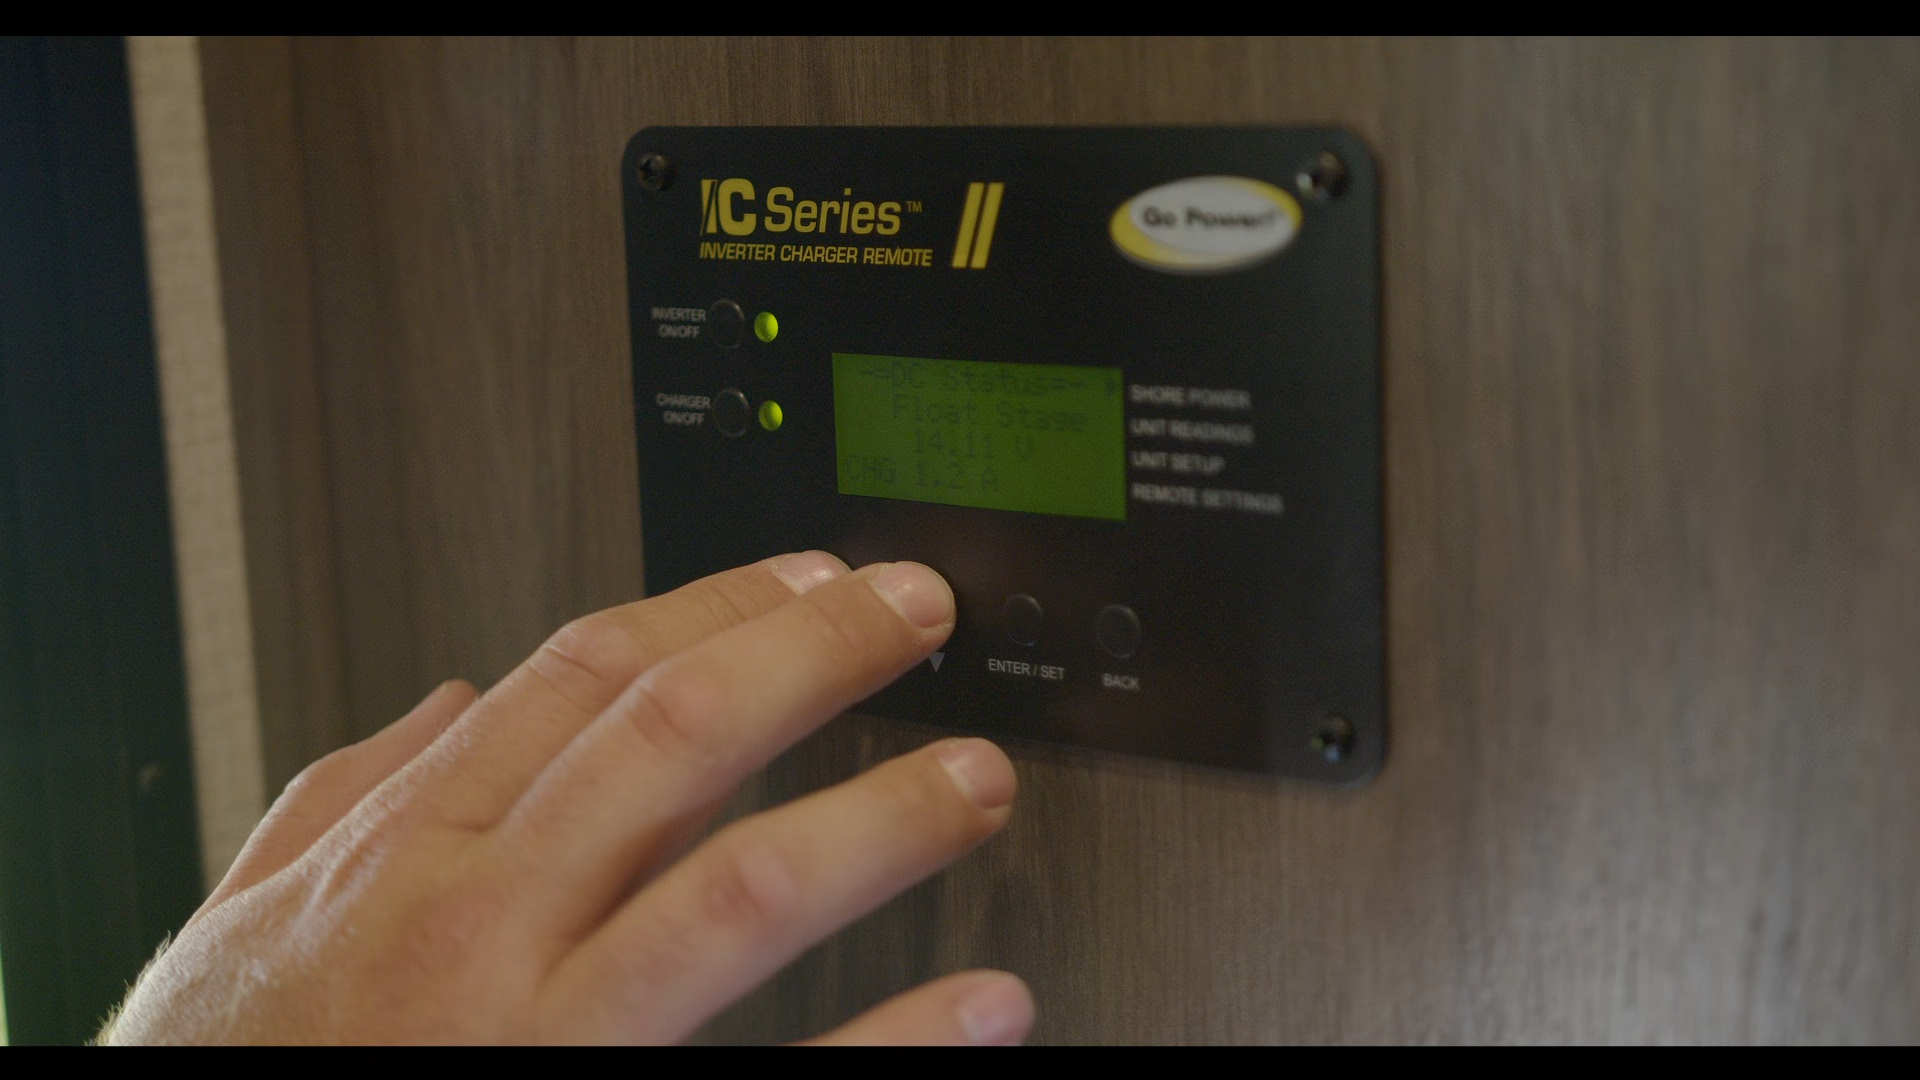 IC Series™
INVERTER CHARGER REMOTE
Go Power!
INVERTER
ON/OFF
CHARGER
ON/OFF
-=DC Status=-
Float Stage
14.11 V
CHG 1.2 A
SHORE POWER
UNIT READINGS
UNIT SETUP
REMOTE SETTINGS
ENTER / SET
BACK